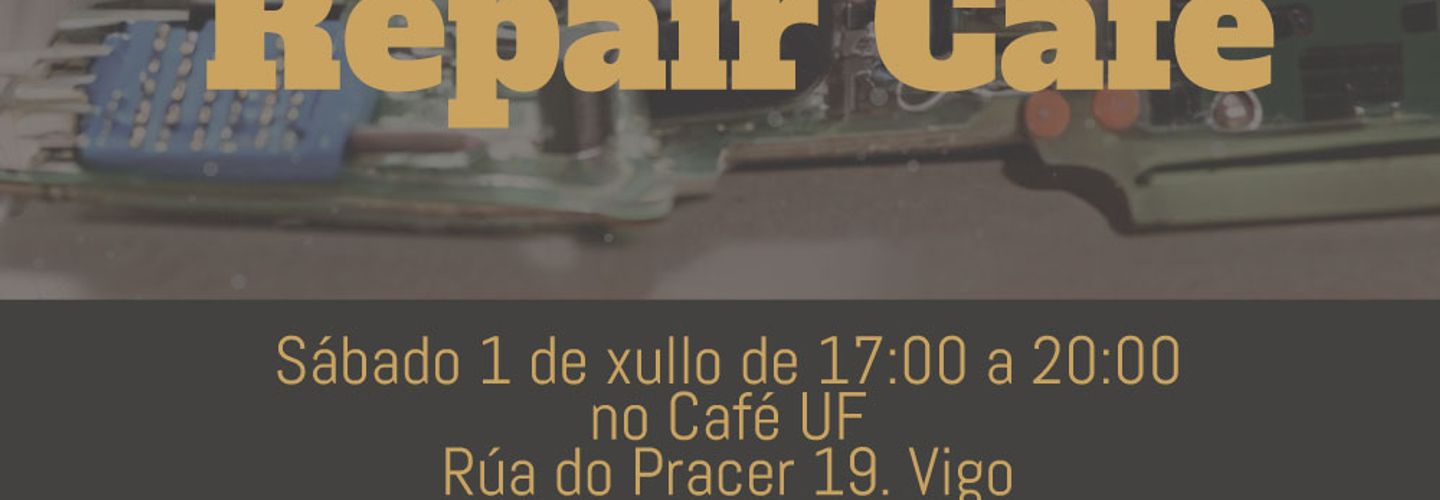 Repair Café
Sábado 1 de xullo de 17:00 a 20:00
no Café UF
Rúa do Pracer 19. Vigo